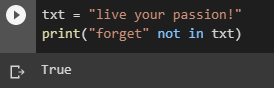 txt = "live your passion!"
print("forget" not in txt)
True